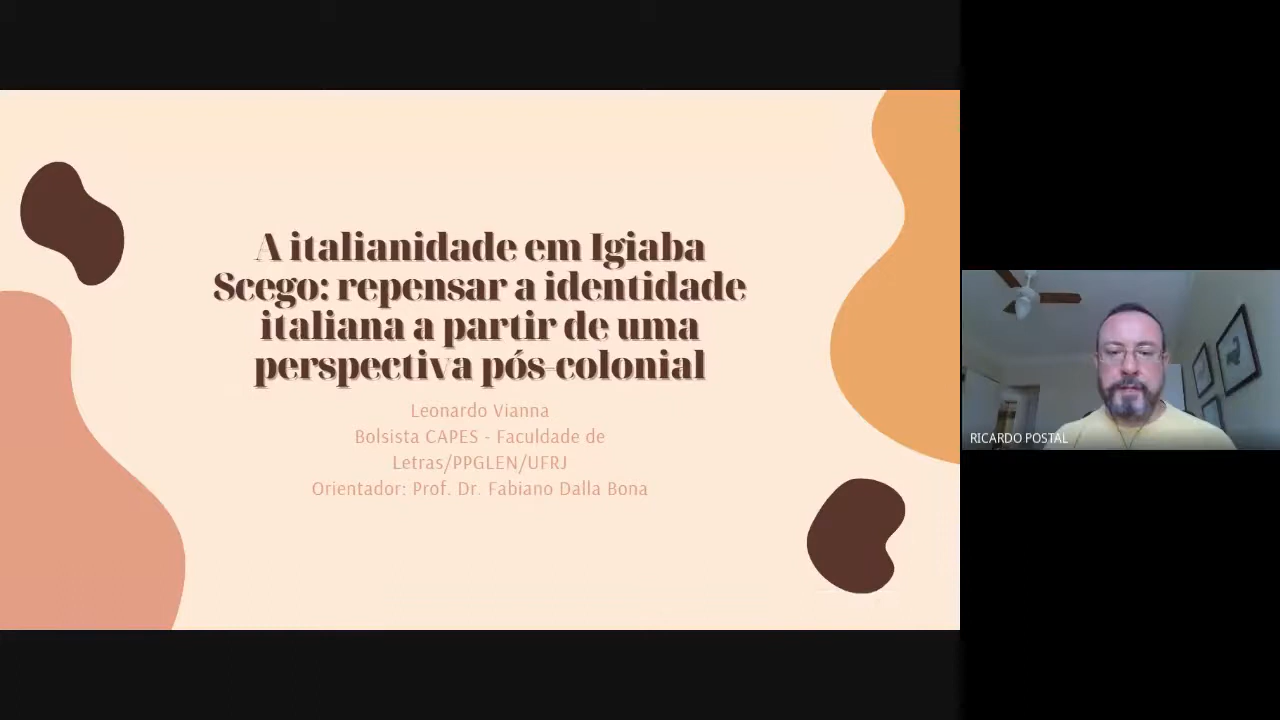 A italianidade em Igiaba
Scego: repensar a identidade
italiana a partir de uma
perspectiva pós-colonial
Leonardo Vianna
Bolsista CAPES - Faculdade de
Letras/PPGLEN/UFRJ
Orientador: Prof. Dr. Fabiano Dalla Bona
RICARDO POSTAL